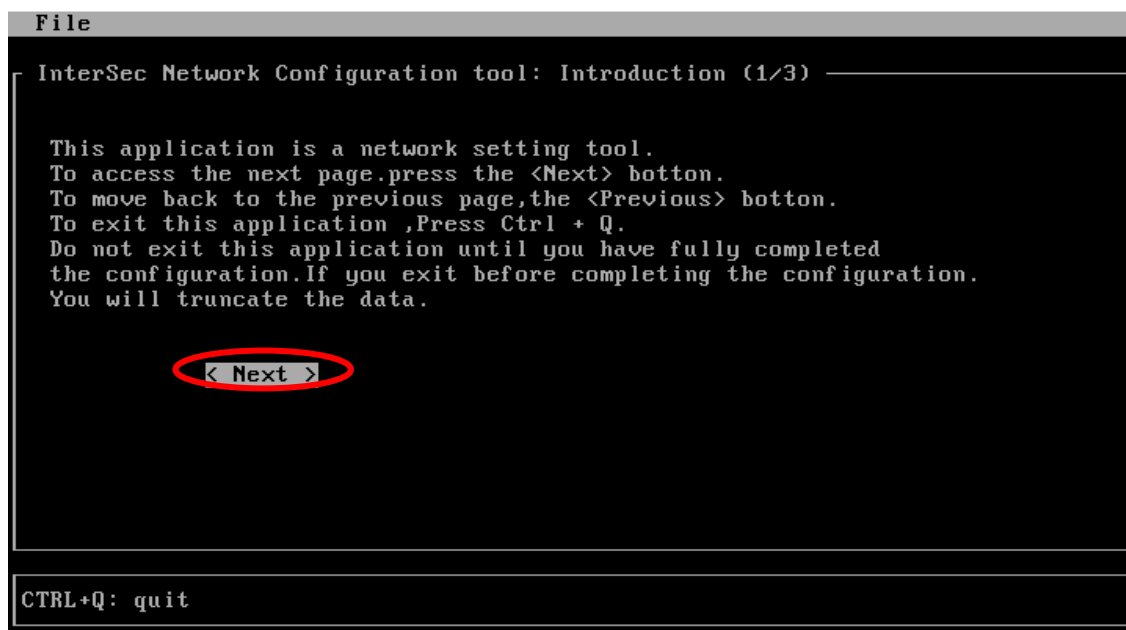 File
InterSec Network Configuration tool: Introduction (1/3)
This application is a network setting tool.
To access the next page.press the <Next> botton.
To move back to the previous page,the <Previous> botton.
To exit this application ,Press Ctrl + Q.
Do not exit this application until you have fully completed
the configuration.If you exit before completing the configuration.
You will truncate the data.
< Next >
CTRL+Q: quit